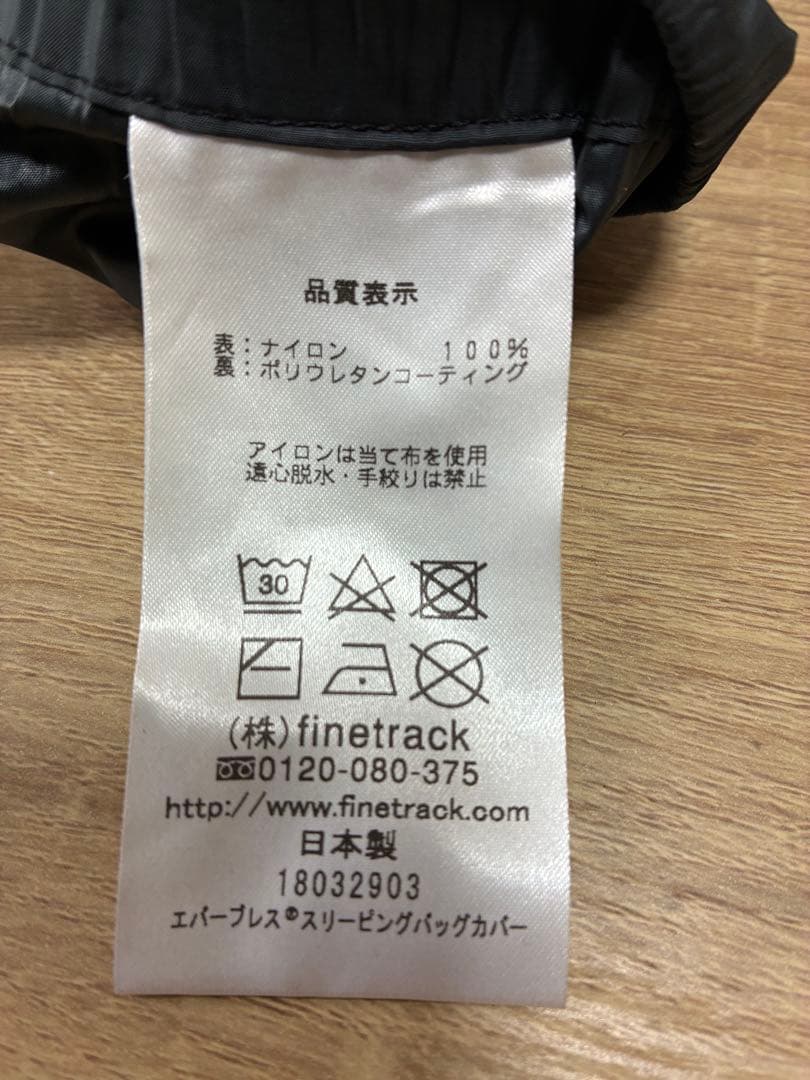 品質表示
表：ナイロン 100%
裏：ポリウレタンコーティング
アイロンは当て布を使用
遠心脱水・手絞りは禁止
30
(株)finetrack
0120-080-375
http://www.finetrack.com
日本製
18032903
エバーブレス®スリーピングバッグカバー